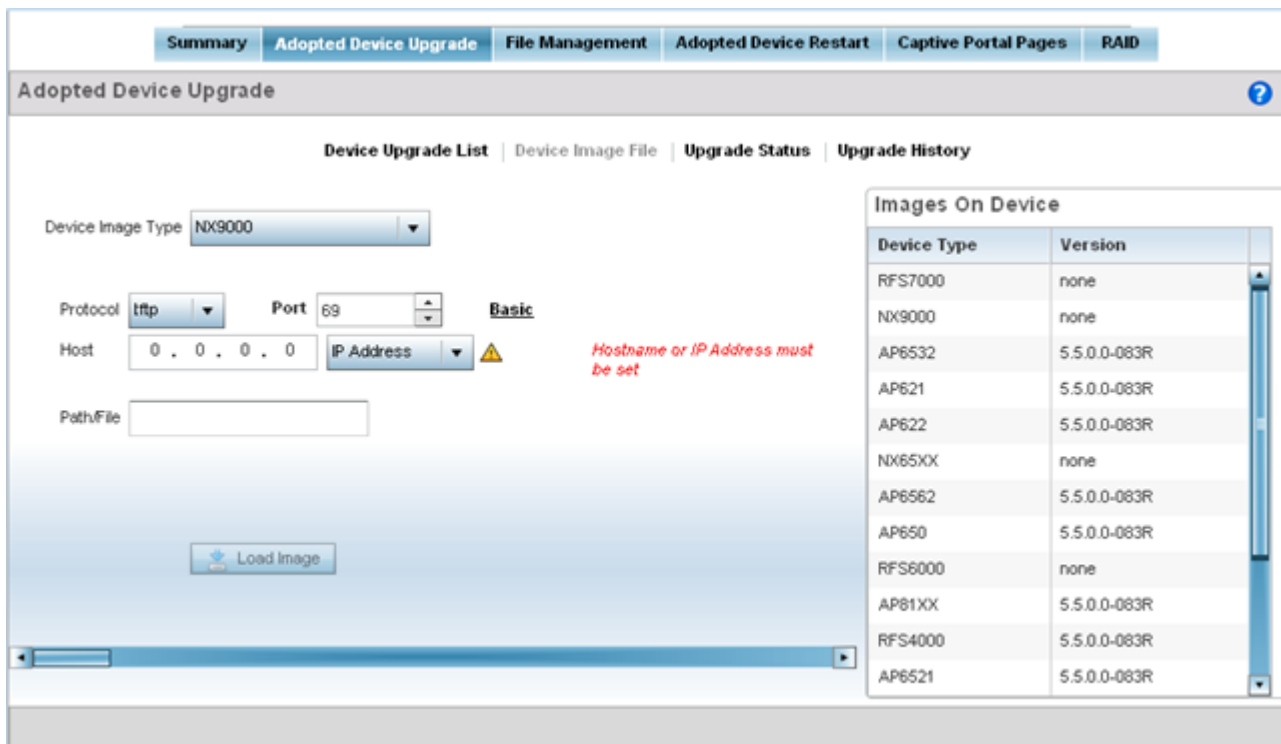 Summary Adopted Device Upgrade File Management Adopted Device Restart Captive Portal Pages RAID
Adopted Device Upgrade ?
Device Upgrade List | Device Image File | Upgrade Status | Upgrade History
Device Image Type NX9000
Protocol tftp Port 69 Basic
Host 0 . 0 . 0 . 0 IP Address Hostname or IP Address must
be set
Path/File
Load Image
Images On Device
Device Type Version
RFS7000 none
NX9000 none
AP6532 5.5.0.0-083R
AP621 5.5.0.0-083R
AP622 5.5.0.0-083R
NX65XX none
AP6562 5.5.0.0-083R
AP650 5.5.0.0-083R
RFS6000 none
AP81XX 5.5.0.0-083R
RFS4000 5.5.0.0-083R
AP6521 5.5.0.0-083R